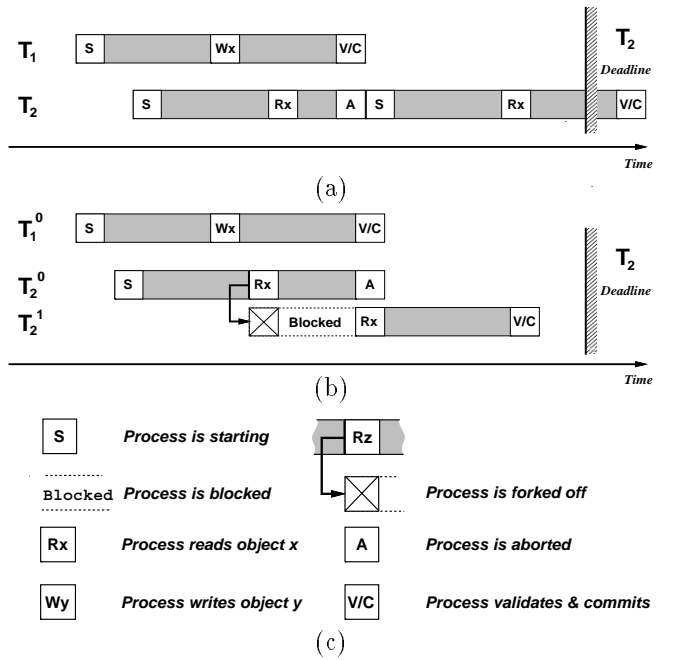 T1 S Wx V/C T2
Deadline
T2 S Rx A S Rx V/C
Time
(a)
T1 0 S Wx V/C
T2 0 S Rx A T2
Deadline
T2 1 Blocked Rx V/C
Time
(b)
S Process is starting Rz
Blocked Process is blocked Process is forked off
Rx Process reads object x A Process is aborted
Wy Process writes object y V/C Process validates & commits
(c)